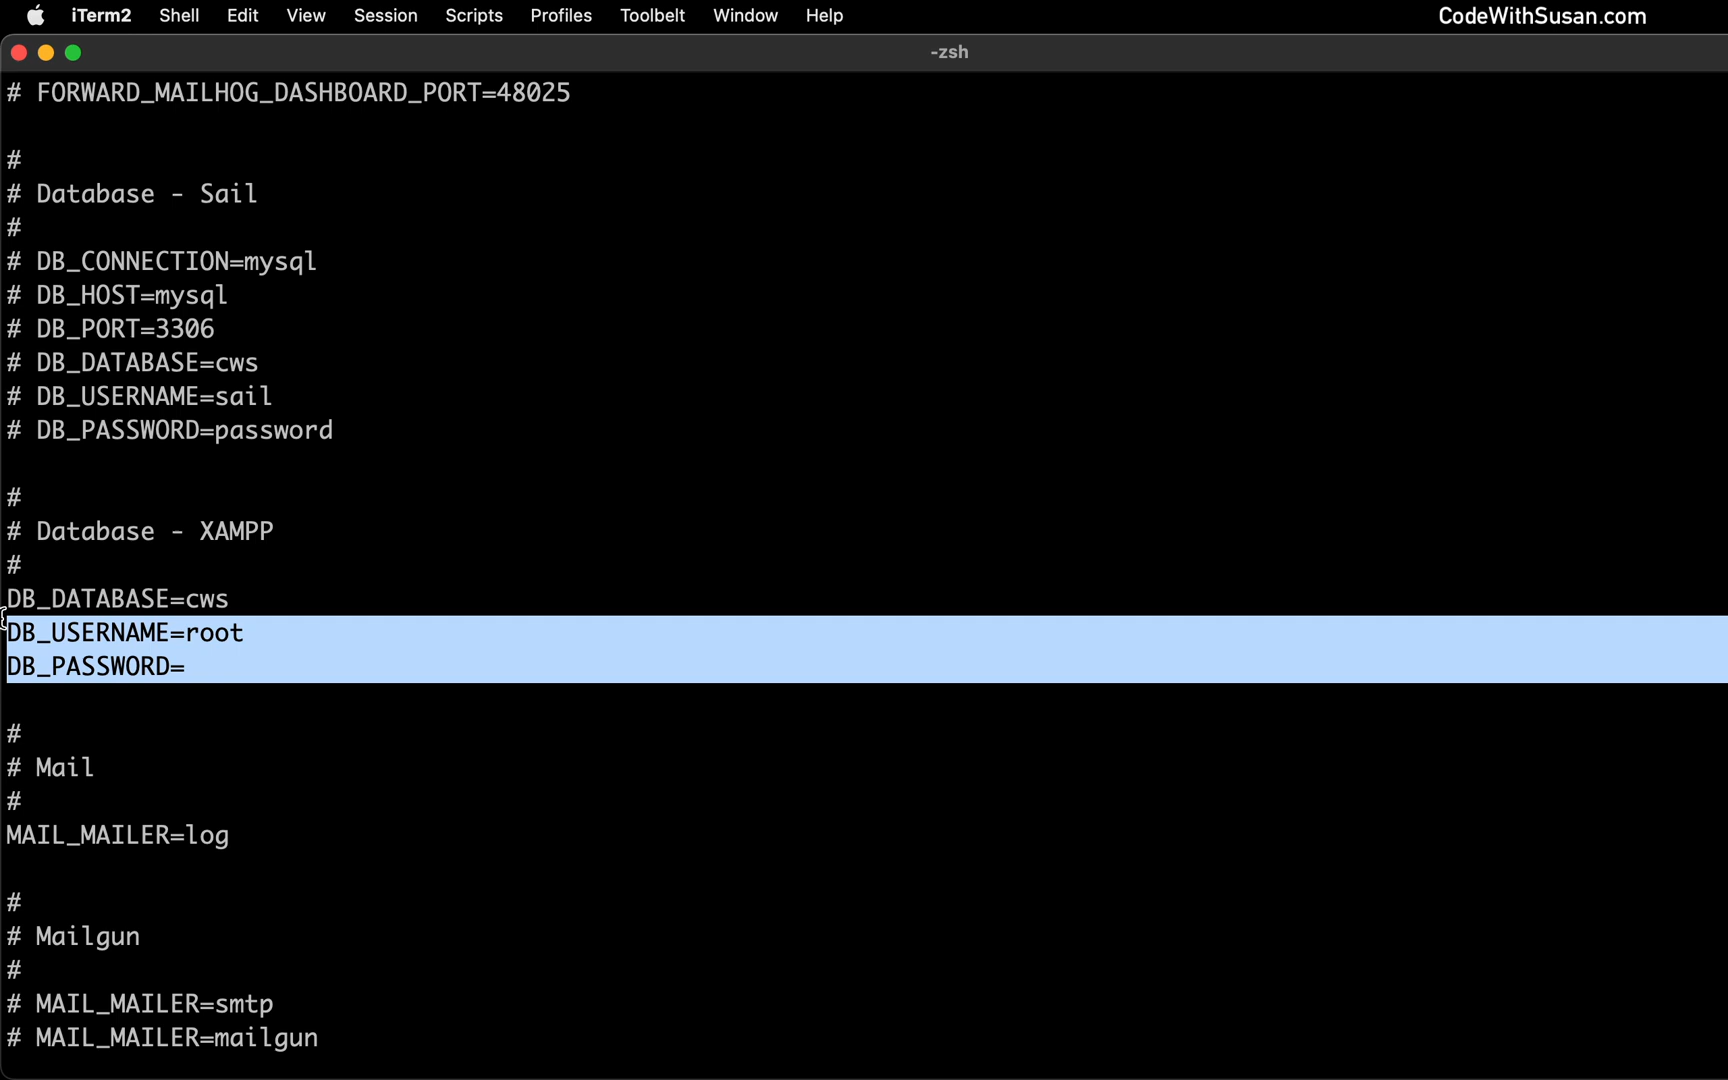 iTerm2 Shell Edit View Session Scripts Profiles Toolbelt Window Help CodeWithSusan.com
-zsh
# FORWARD_MAILHOG_DASHBOARD_PORT=48025
#
# Database - Sail
#
# DB_CONNECTION=mysql
# DB_HOST=mysql
# DB_PORT=3306
# DB_DATABASE=cws
# DB_USERNAME=sail
# DB_PASSWORD=password
#
# Database - XAMPP
#
DB_DATABASE=cws
DB_USERNAME=root
DB_PASSWORD=
#
# Mail
#
MAIL_MAILER=log
#
# Mailgun
#
# MAIL_MAILER=smtp
# MAIL_MAILER=mailgun